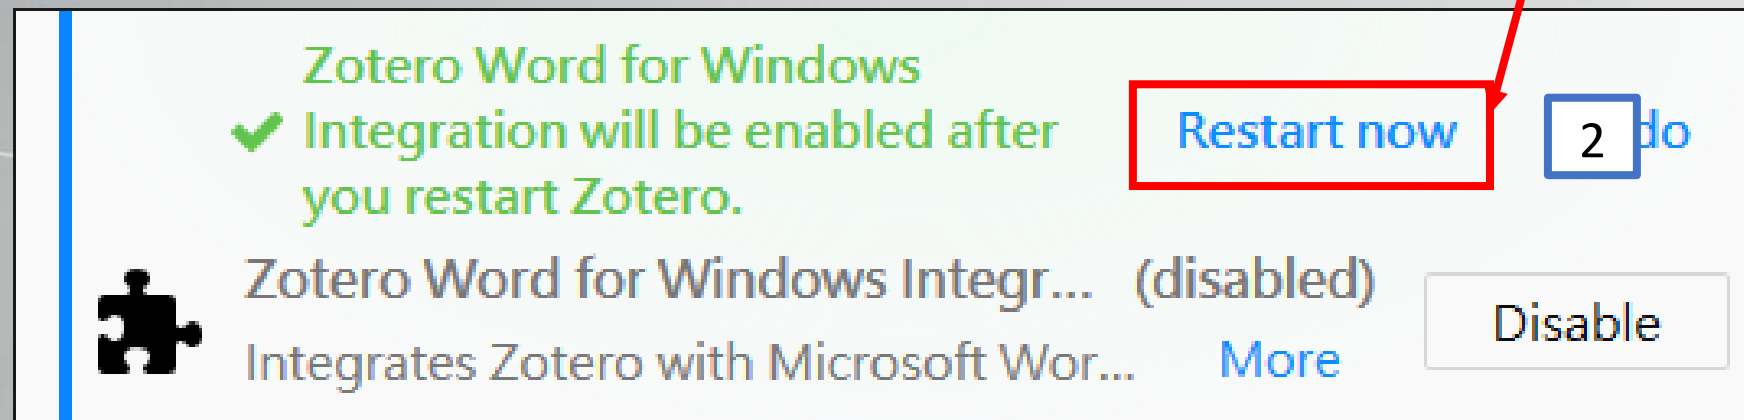 Zotero Word for Windows
Integration will be enabled after
you restart Zotero.
Restart now
2
do
Zotero Word for Windows Integr... (disabled)
Disable
Integrates Zotero with Microsoft Wor...
More